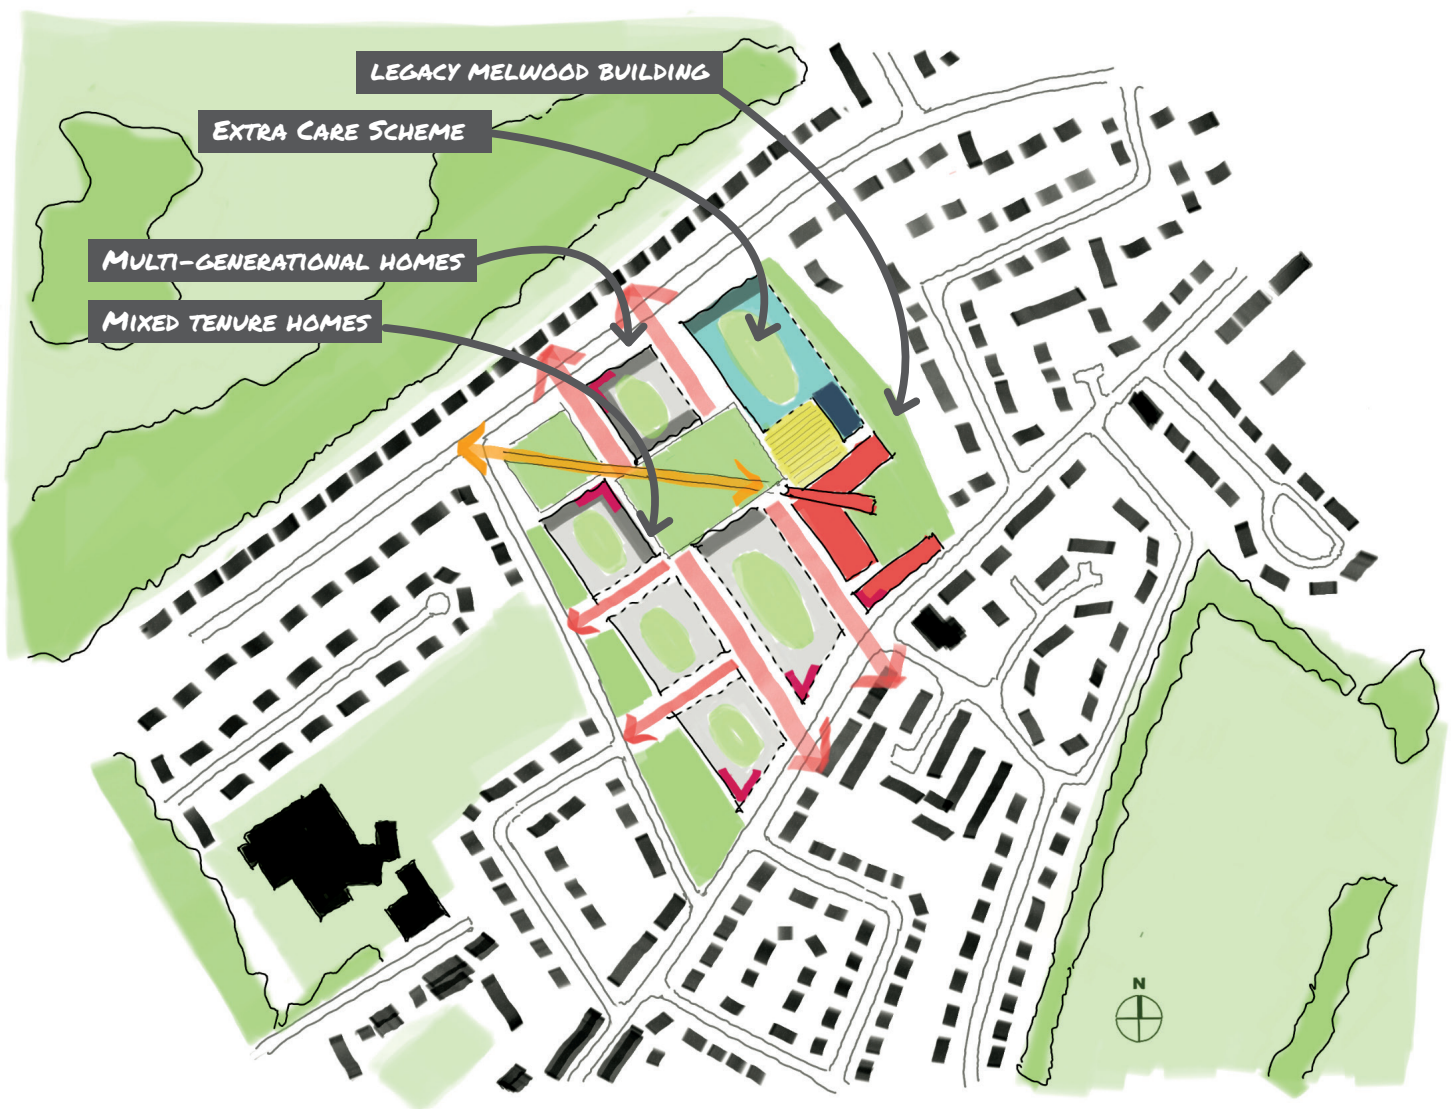 LEGACY MELWOOD BUILDING
EXTRA CARE SCHEME
MULTI-GENERATIONAL HOMES
MIXED TENURE HOMES
N